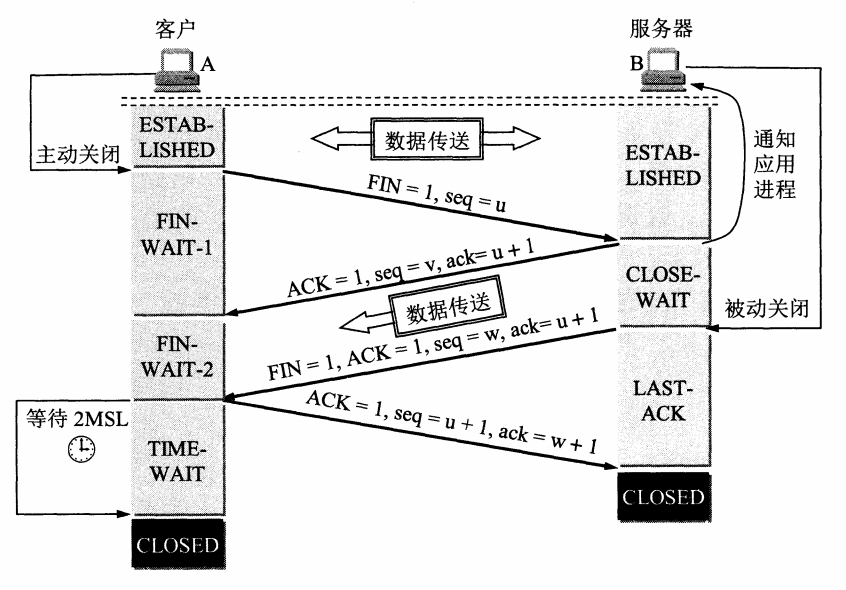 客户
服务器
A
B
ESTAB-
LISHED
数据传送
主动关闭
ESTAB-
LISHED
通知
应用
进程
FIN = 1, seq = u
FIN-
WAIT-1
ACK = 1, seq = v, ack= u + 1
CLOSE-
WAIT
数据传送
被动关闭
FIN-
WAIT-2
FIN = 1, ACK = 1, seq = w, ack= u + 1
LAST-
ACK
等待 2MSL
ACK = 1, seq = u + 1, ack = w + 1
TIME-
WAIT
CLOSED
CLOSED